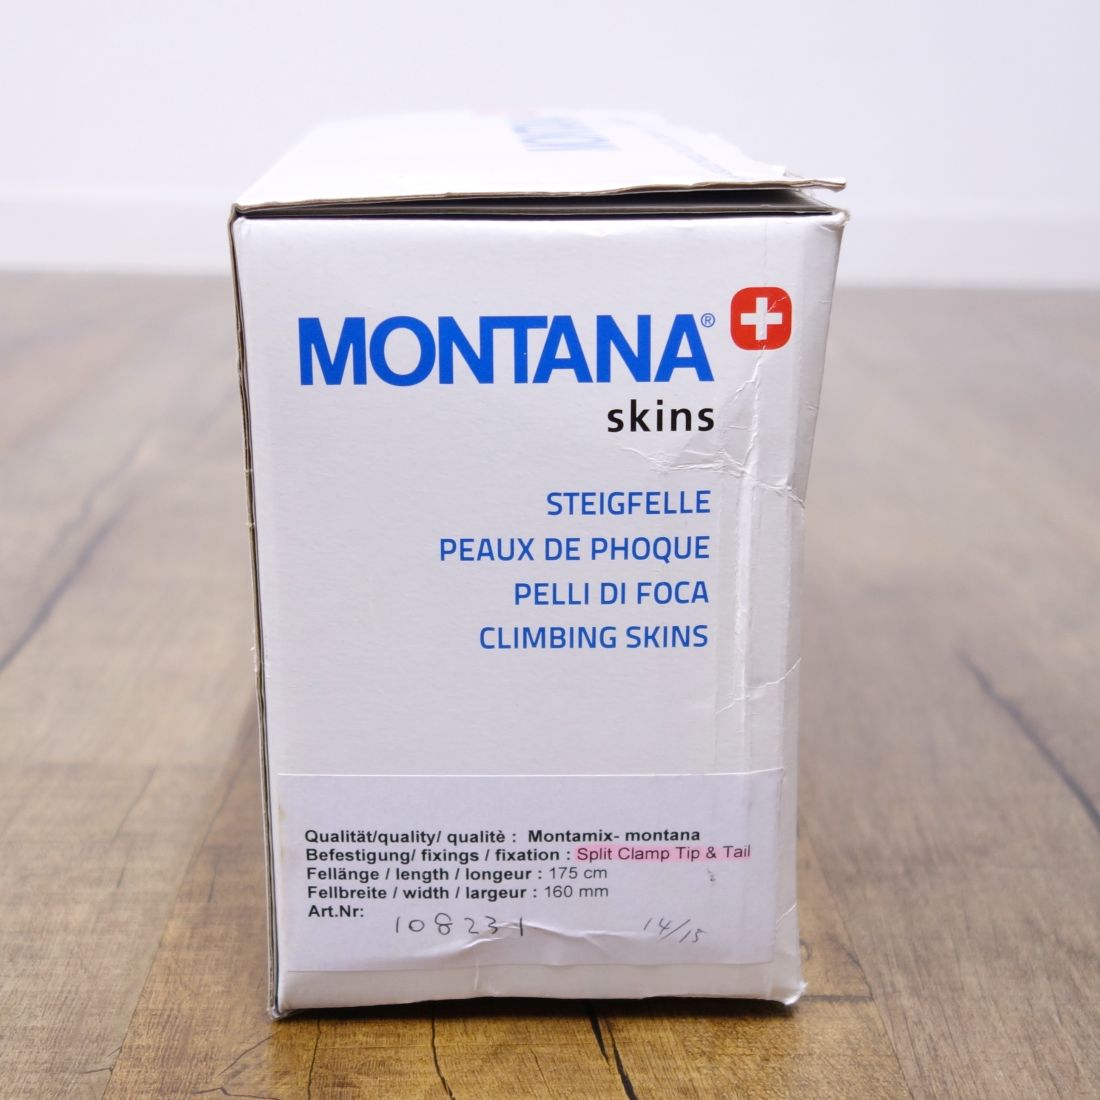 MONTANA®
skins
STEIGFELLE
PEAUX DE PHOQUE
PELLI DI FOCA
CLIMBING SKINS
Qualität/quality/ qualitè : Montamix- montana
Befestigung/ fixings / fixation : Split Clamp Tip & Tail
Fellänge / length / longeur : 175 cm
Fellbreite / width / largeur : 160 mm
Art.Nr: 108231 14/15